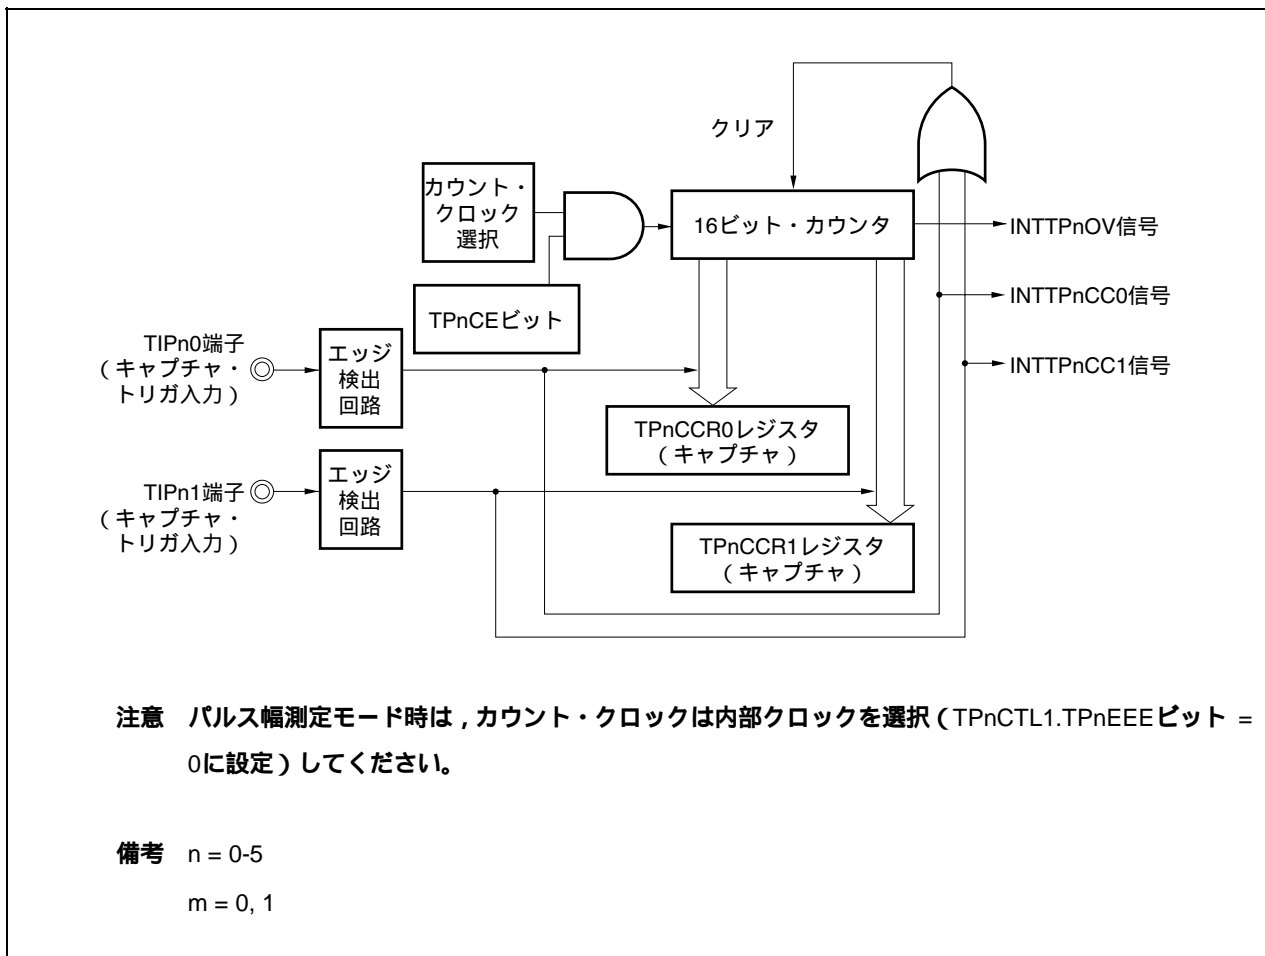 クリア
カウント・
クロック
選択
16ビット・カウンタ
INTTPnOV信号
TPnCEビット
INTTPnCC0信号
TIPn0端子
(キャプチャ・
トリガ入力)
エッジ
検出
回路
INTTPnCC1信号
TPnCCR0レジスタ
(キャプチャ)
TIPn1端子
(キャプチャ・
トリガ入力)
エッジ
検出
回路
TPnCCR1レジスタ
(キャプチャ)
注意 パルス幅測定モード時は,カウント・クロックは内部クロックを選択(TPnCTL1.TPnEEEビット =
0に設定)してください。
備考 n = 0-5
m = 0, 1